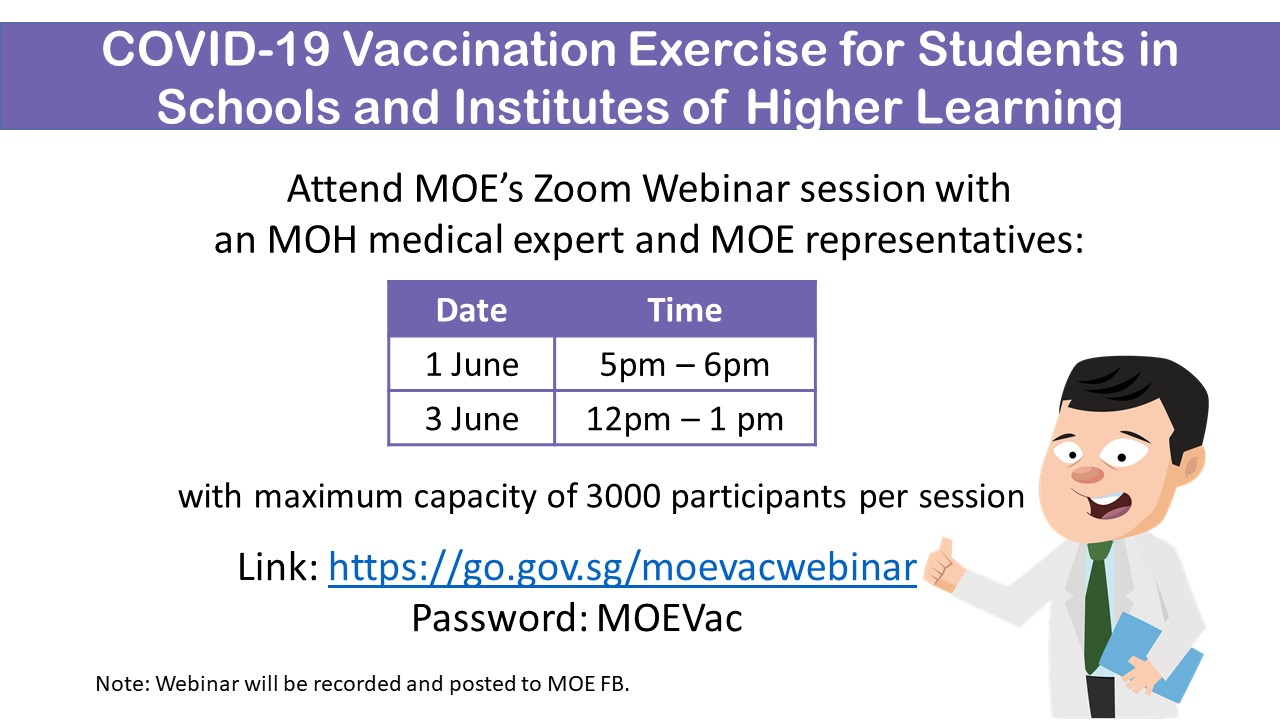 COVID-19 Vaccination Exercise for Students in
Schools and Institutes of Higher Learning
Attend MOE’s Zoom Webinar session with
an MOH medical expert and MOE representatives:
Date Time
1 June 5pm – 6pm
3 June 12pm – 1 pm
with maximum capacity of 3000 participants per session
Link: https://go.gov.sg/moevacwebinar
Password: MOEVac
Note: Webinar will be recorded and posted to MOE FB.